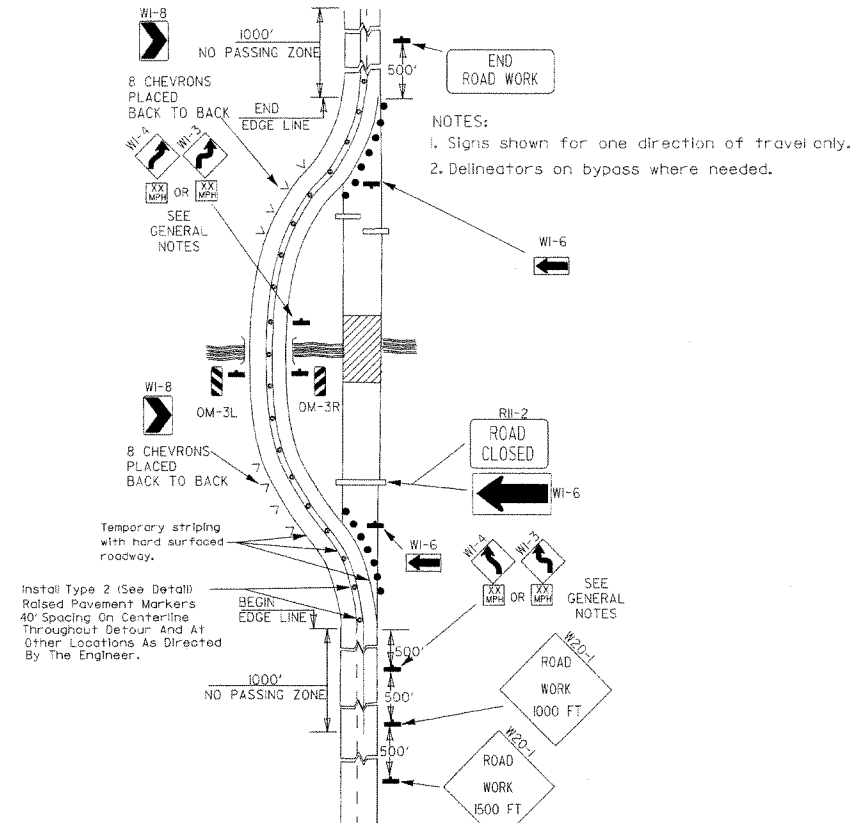 WI-8
1000'
NO PASSING ZONE
500'
END
ROAD WORK
8 CHEVRONS
PLACED
BACK TO BACK
END
EDGE LINE
NOTES:
1. Signs shown for one direction of travel only.
2. Delineators on bypass where needed.
WI-4
WI-3
XX
MPH
OR
XX
MPH
SEE
GENERAL
NOTES
WI-6
OM-3L
OM-3R
WI-8
8 CHEVRONS
PLACED
BACK TO BACK
RII-2
ROAD
CLOSED
WI-6
Temporary striping
with hard surfaced
roadway.
WI-6
WI-4
WI-3
XX
MPH
OR
XX
MPH
SEE
GENERAL
NOTES
Install Type 2 (See Detail)
Raised Pavement Markers
40' Spacing On Centerline
Throughout Detour And At
Other Locations As Directed
By The Engineer.
BEGIN
EDGE LINE
500'
1000'
NO PASSING ZONE
500'
W20-1
ROAD
WORK
1000 FT
500'
W20-1
ROAD
WORK
1500 FT